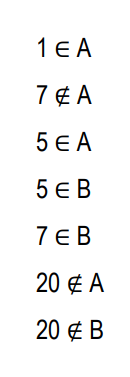 1 ∈ A
7 ∉ A
5 ∈ A
5 ∈ B
7 ∈ B
20 ∉ A
20 ∉ B